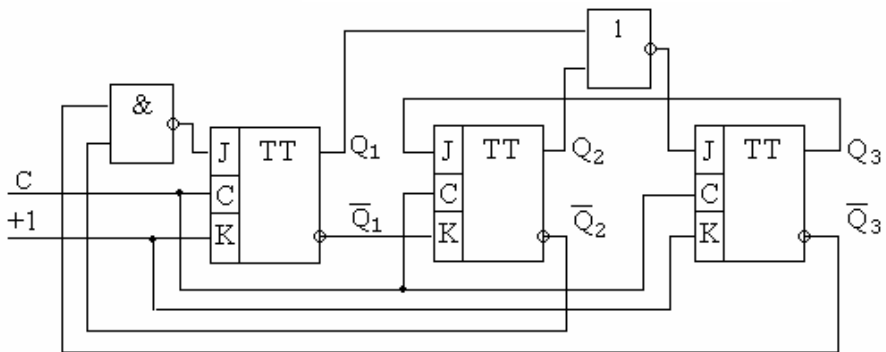 1
&
J TT Q₁ J TT Q₂ J TT Q₃
C C C C
+1 K Q̅₁ K Q̅₂ K Q̅₃